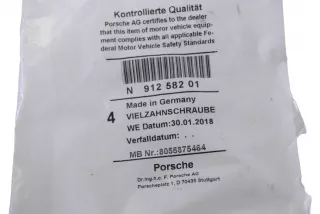 Kontrollierte Qualität
Porsche AG certifies to the dealer
that this item of motor vehicle equip-
ment complies with all applicable Fe-
deral Motor Vehicle Safety Standards
N 912 582 01
Made in Germany
4 VIELZAHNSCHRAUBE
WE Datum:30.01.2018
Verfalldatum: . .
MB Nr.:8055875464
Porsche
Dr.Ing.h.c. F. Porsche AG
Porscheplatz 1, D 70435 Stuttgart